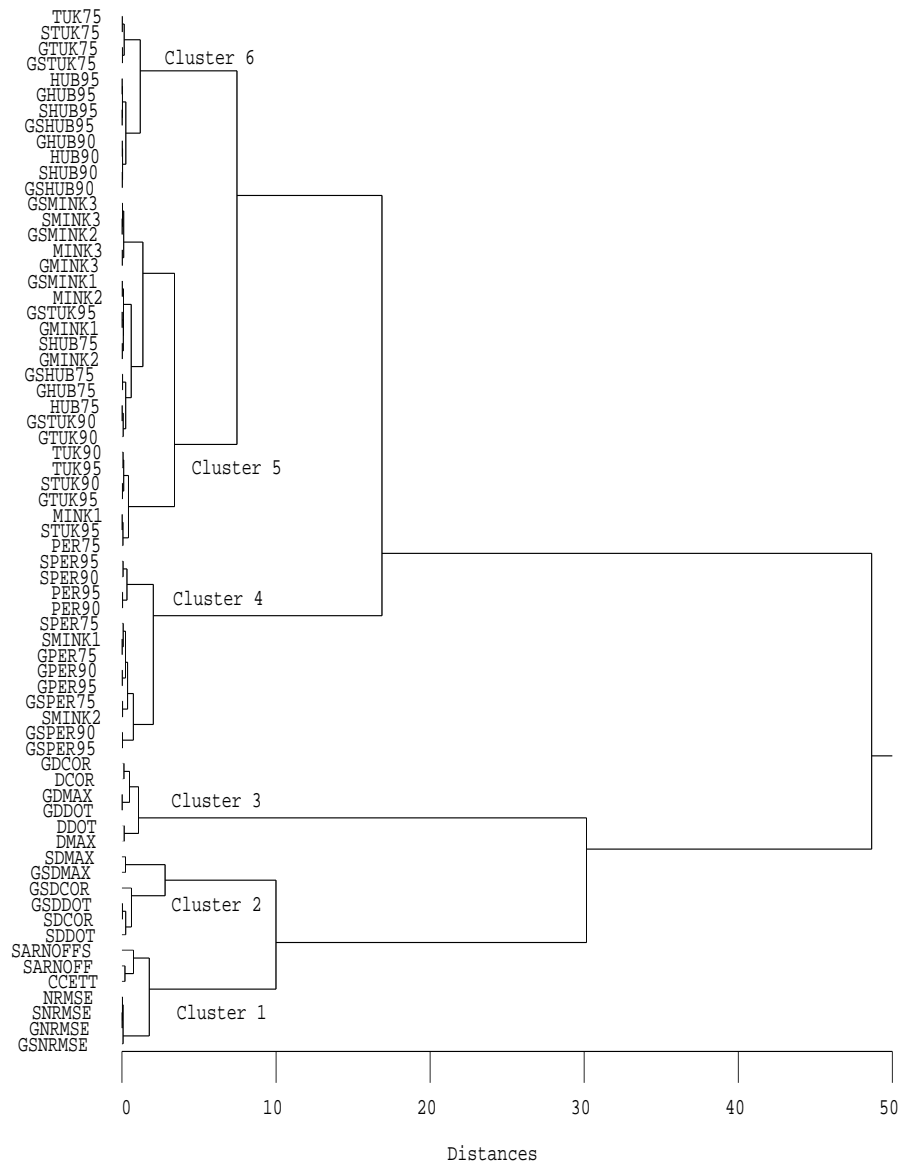 TUK75
STUK75
GTUK75
GSTUK75
Cluster 6
HUB95
GHUB95
SHUB95
GSHUB95
GHUB90
HUB90
SHUB90
GSHUB90
GSMINK3
SMINK3
GSMINK2
MINK3
GMINK3
GSMINK1
MINK2
GSTUK95
GMINK1
SHUB75
GMINK2
GSHUB75
GHUB75
HUB75
GSTUK90
GTUK90
TUK90
TUK95
Cluster 5
STUK90
GTUK95
MINK1
STUK95
PER75
SPER95
SPER90
PER95
Cluster 4
PER90
SPER75
SMINK1
GPER75
GPER90
GPER95
GSPER75
SMINK2
GSPER90
GSPER95
GDCOR
DCOR
GDMAX
Cluster 3
GDDOT
DDOT
DMAX
SDMAX
GSDMAX
GSDCOR
GSDDOT
Cluster 2
SDCOR
SDDOT
SARNOFFS
SARNOFF
CCETT
NRMSE
SNRMSE
Cluster 1
GNRMSE
GSNRMSE
0 10 20 30 40 50
Distances